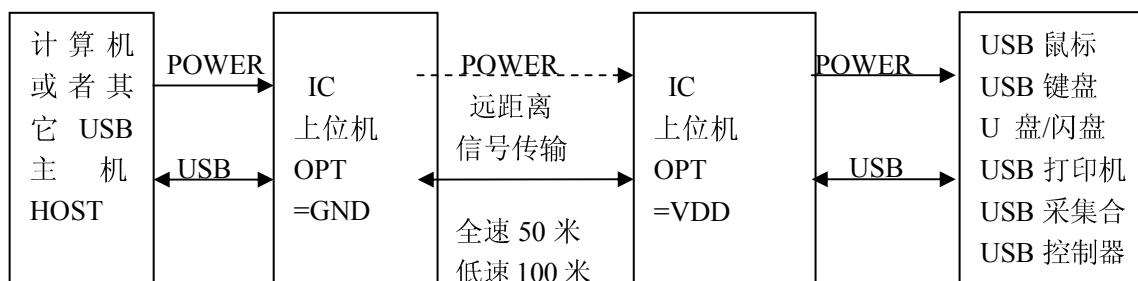 计算机
或者其
它 USB
主机
HOST
POWER
USB
IC
上位机
OPT
=GND
POWER
远距离
信号传输
全速 50 米
低速 100 米
IC
上位机
OPT
=VDD
POWER
USB
USB 鼠标
USB 键盘
U 盘/闪盘
USB 打印机
USB 采集合
USB 控制器